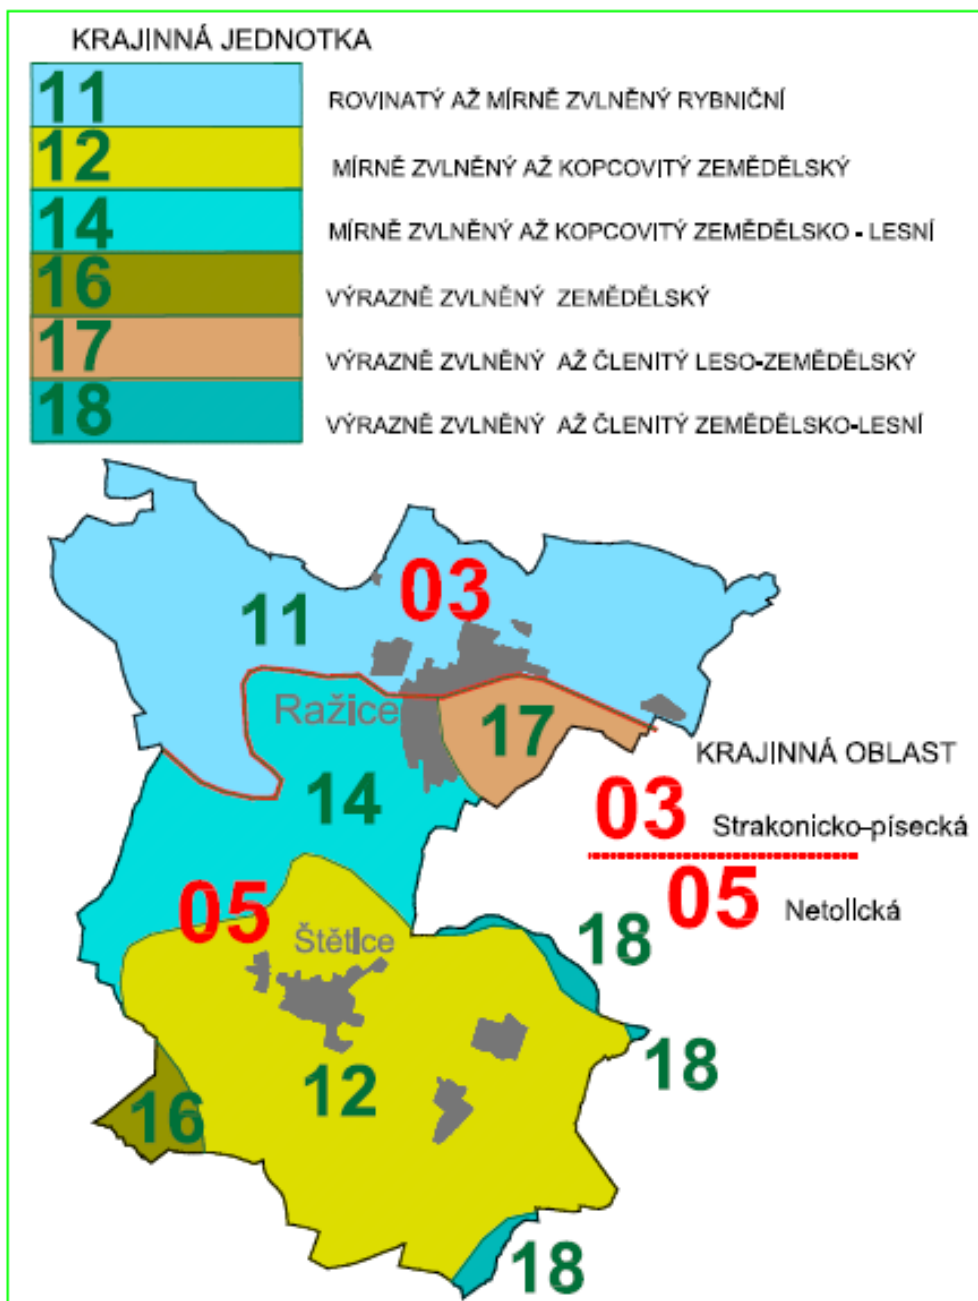 KRAJINNÁ JEDNOTKA
11 ROVINATÝ AŽ MÍRNĚ ZVLNĚNÝ RYBNIČNÍ
12 MÍRNĚ ZVLNĚNÝ AŽ KOPCOVITÝ ZEMĚDĚLSKÝ
14 MÍRNĚ ZVLNĚNÝ AŽ KOPCOVITÝ ZEMĚDĚLSKO - LESNÍ
16 VÝRAZNĚ ZVLNĚNÝ ZEMĚDĚLSKÝ
17 VÝRAZNĚ ZVLNĚNÝ AŽ ČLENITÝ LESO-ZEMĚDĚLSKÝ
18 VÝRAZNĚ ZVLNĚNÝ AŽ ČLENITÝ ZEMĚDĚLSKO-LESNÍ
03
11
Ražice
17
KRAJINNÁ OBLAST
14
03 Strakonicko-písecká
05
05 Netolická
Štětice
18
18
12
16
18